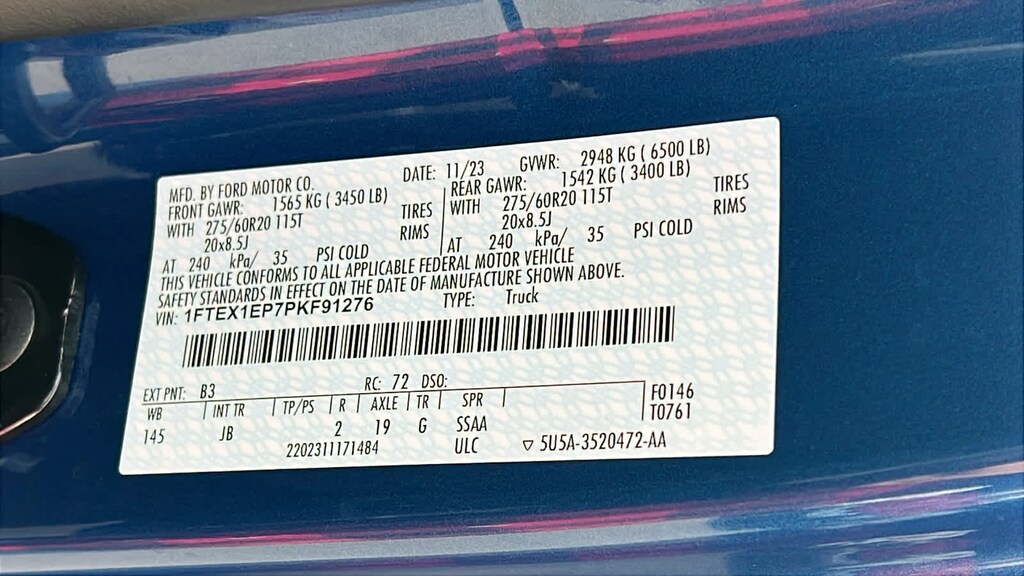 MFD. BY FORD MOTOR CO. DATE: 11/23 GVWR: 2948 KG ( 6500 LB)
FRONT GAWR: 1565 KG ( 3450 LB) REAR GAWR: 1542 KG ( 3400 LB)
WITH 275/60R20 115T TIRES WITH 275/60R20 115T TIRES
20x8.5J RIMS 20x8.5J RIMS
AT 240 kPa/ 35 PSI COLD AT 240 kPa/ 35 PSI COLD
THIS VEHICLE CONFORMS TO ALL APPLICABLE FEDERAL MOTOR VEHICLE
SAFETY STANDARDS IN EFFECT ON THE DATE OF MANUFACTURE SHOWN ABOVE.
VIN: 1FTEX1EP7PKF91276 TYPE: Truck
EXT PNT: B3 RC: 72 DSO:
WB INT TR TP/PS R AXLE TR SPR F0146
145 JB 2 19 G SSAA T0761
2202311171484 ULC ▽ 5U5A-3520472-AA